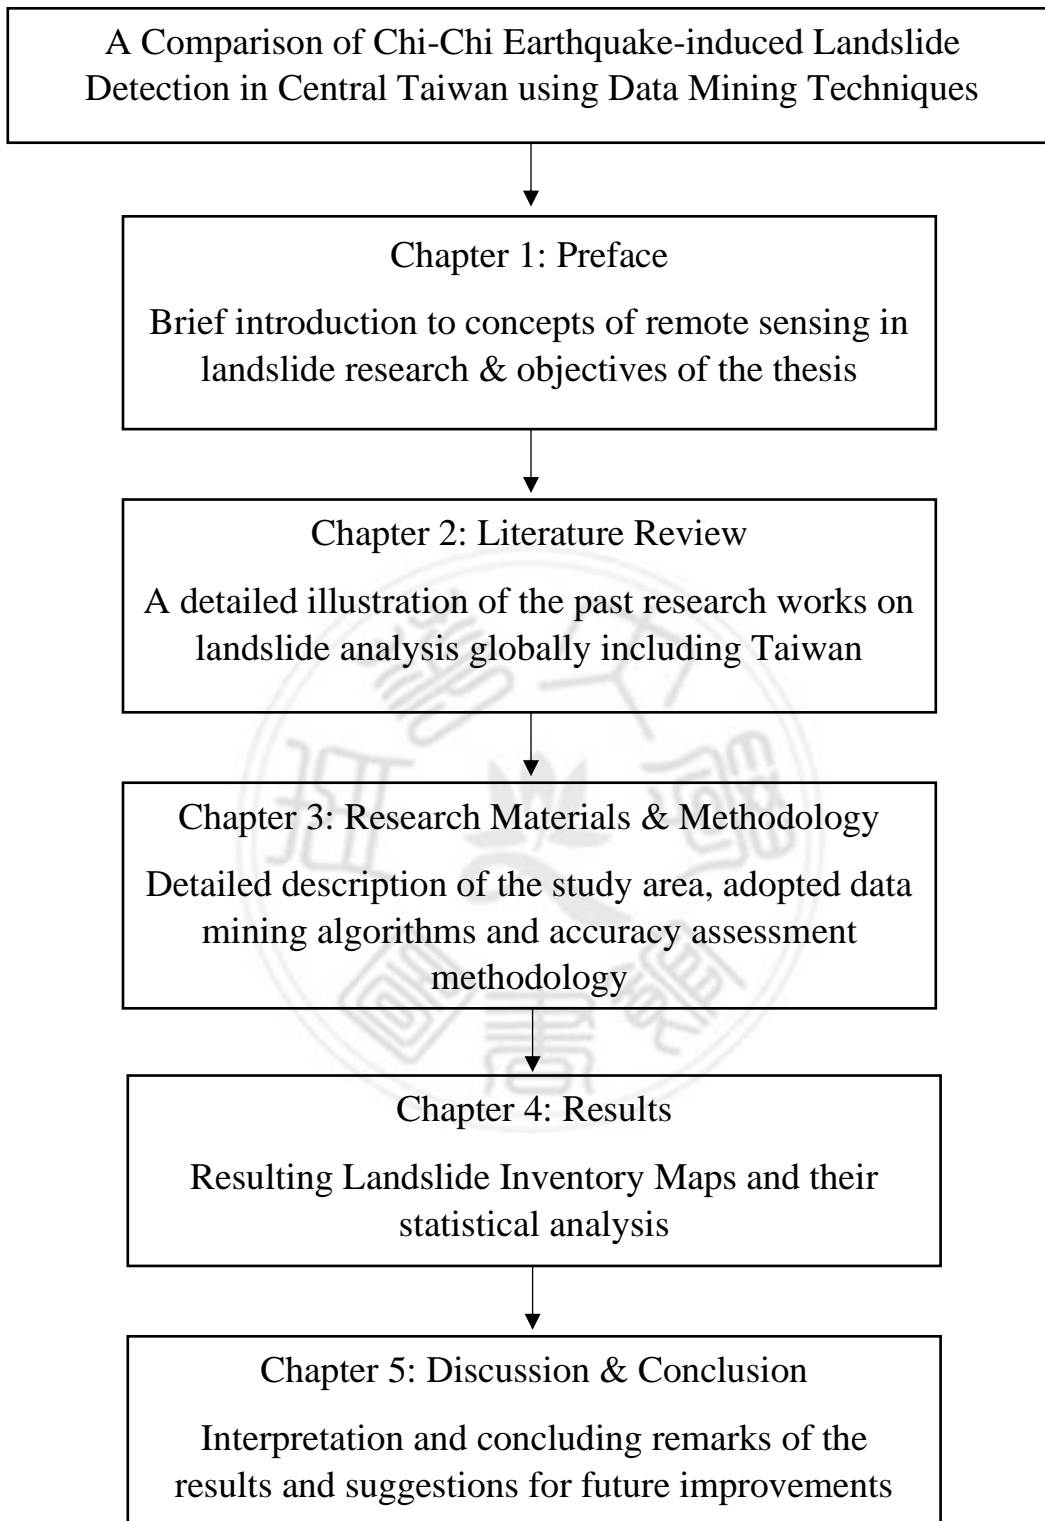 A Comparison of Chi-Chi Earthquake-induced Landslide
Detection in Central Taiwan using Data Mining Techniques
Chapter 1: Preface
Brief introduction to concepts of remote sensing in
landslide research & objectives of the thesis
Chapter 2: Literature Review
A detailed illustration of the past research works on
landslide analysis globally including Taiwan
Chapter 3: Research Materials & Methodology
Detailed description of the study area, adopted data
mining algorithms and accuracy assessment
methodology
Chapter 4: Results
Resulting Landslide Inventory Maps and their
statistical analysis
Chapter 5: Discussion & Conclusion
Interpretation and concluding remarks of the
results and suggestions for future improvements